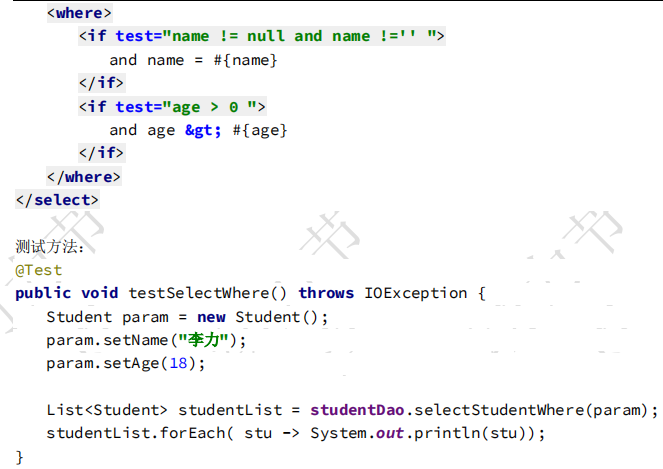 <where>
<if test="name != null and name !='' ">
and name = #{name}
</if>
<if test="age > 0 ">
and age &gt; #{age}
</if>
</where>
</select>
测试方法：
@Test
public void testSelectWhere() throws IOException {
Student param = new Student();
param.setName("李力");
param.setAge(18);
List<Student> studentList = studentDao.selectStudentWhere(param);
studentList.forEach( stu -> System.out.println(stu));
}